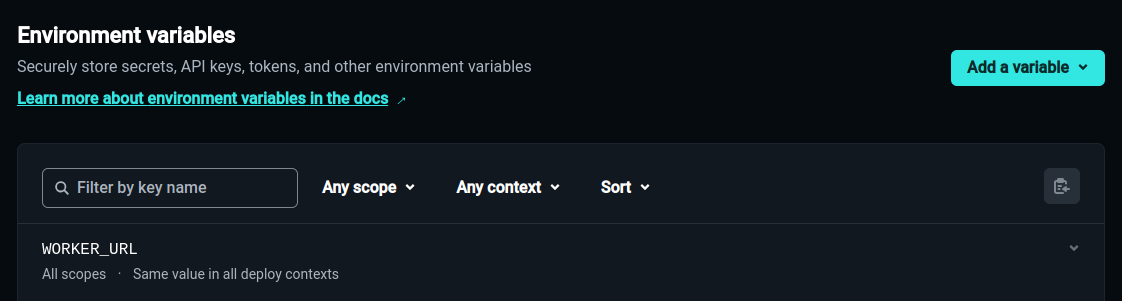 Environment variables
Securely store secrets, API keys, tokens, and other environment variables
Add a variable
Learn more about environment variables in the docs ↗
Filter by key name
Any scope
Any context
Sort
WORKER_URL
All scopes · Same value in all deploy contexts